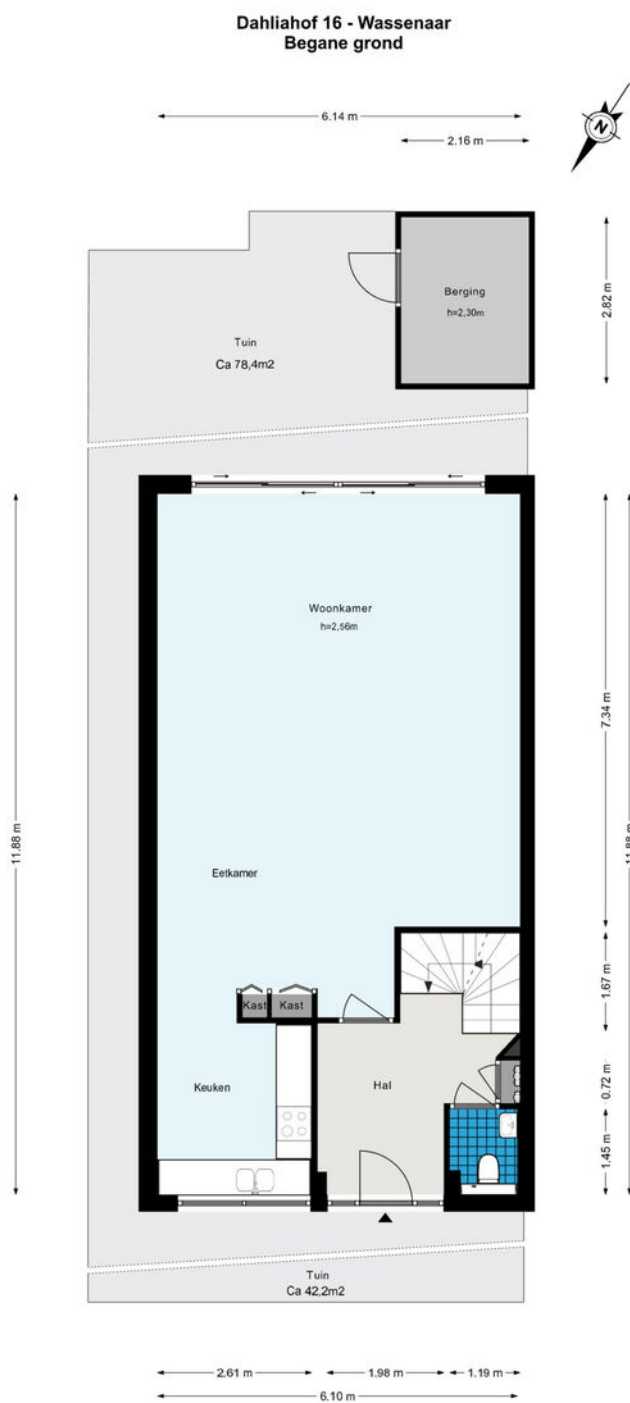 Dahliahof 16 - Wassenaar
Begane grond
6.14 m
2.16 m
N
2.82 m
Berging
h=2,30m
Tuin
Ca 78,4m2
Woonkamer
h=2,56m
7.34 m
11.88 m
11.88 m
Eetkamer
1.67 m
Kast
Kast
Keuken
Hal
0.72 m
1.45 m
Tuin
Ca 42,2m2
2.61 m
1.98 m
1.19 m
6.10 m